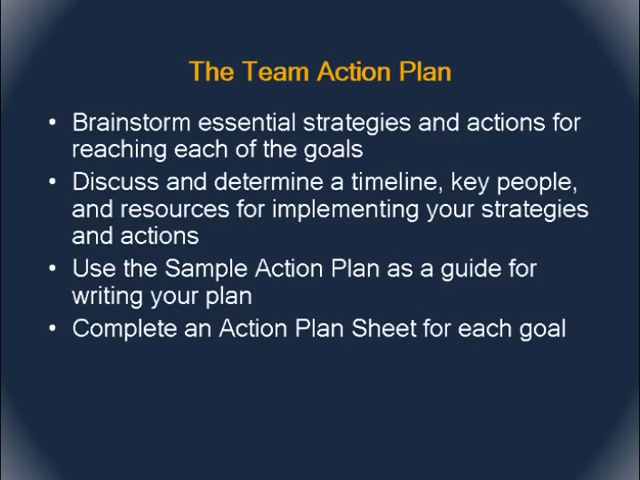 The Team Action Plan
• Brainstorm essential strategies and actions for
reaching each of the goals
• Discuss and determine a timeline, key people,
and resources for implementing your strategies
and actions
• Use the Sample Action Plan as a guide for
writing your plan
• Complete an Action Plan Sheet for each goal